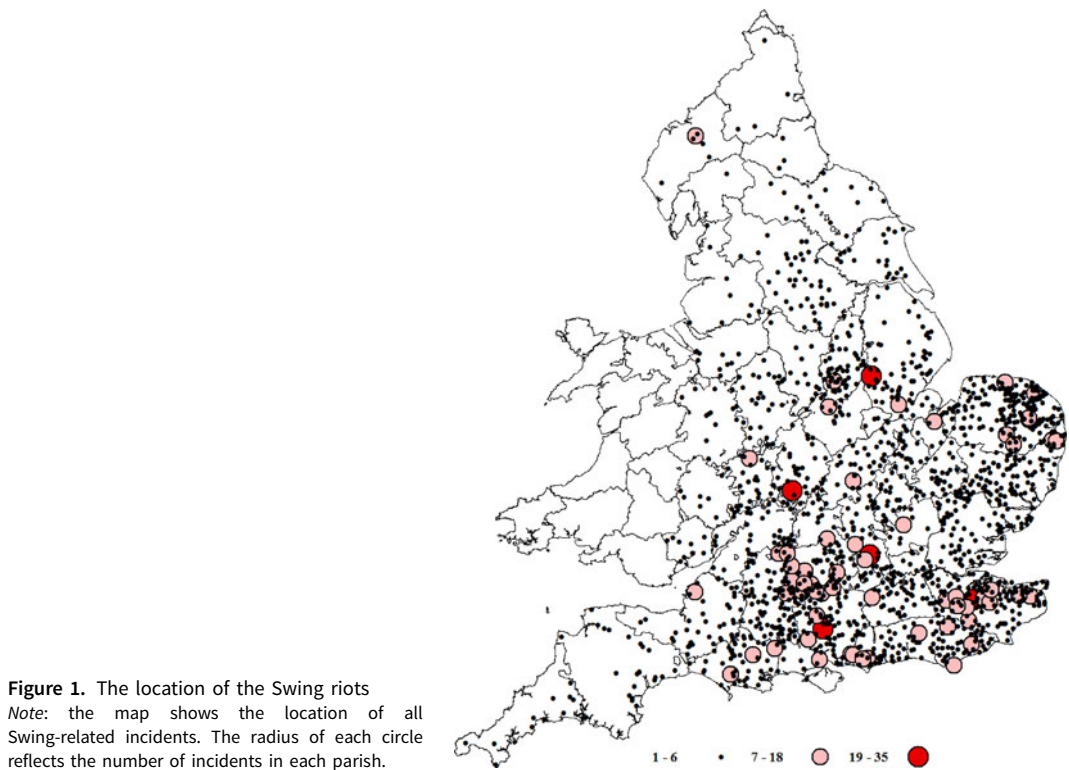 1 - 6 7 - 18 19 - 35
Figure 1. The location of the Swing riots
Note: the map shows the location of all
Swing-related incidents. The radius of each circle
reflects the number of incidents in each parish.